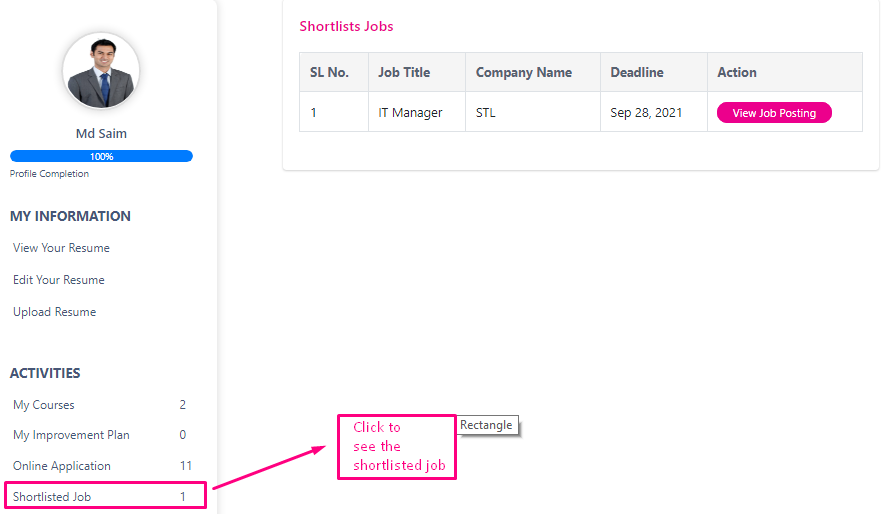 Md Saim
100%
Profile Completion
MY INFORMATION
View Your Resume
Edit Your Resume
Upload Resume
ACTIVITIES
My Courses 2
My Improvement Plan 0
Online Application 11
Shortlisted Job 1
Shortlists Jobs
SL No. Job Title Company Name Deadline Action
1 IT Manager STL Sep 28, 2021 View Job Posting
Click to
see the
shortlisted job
Rectangle